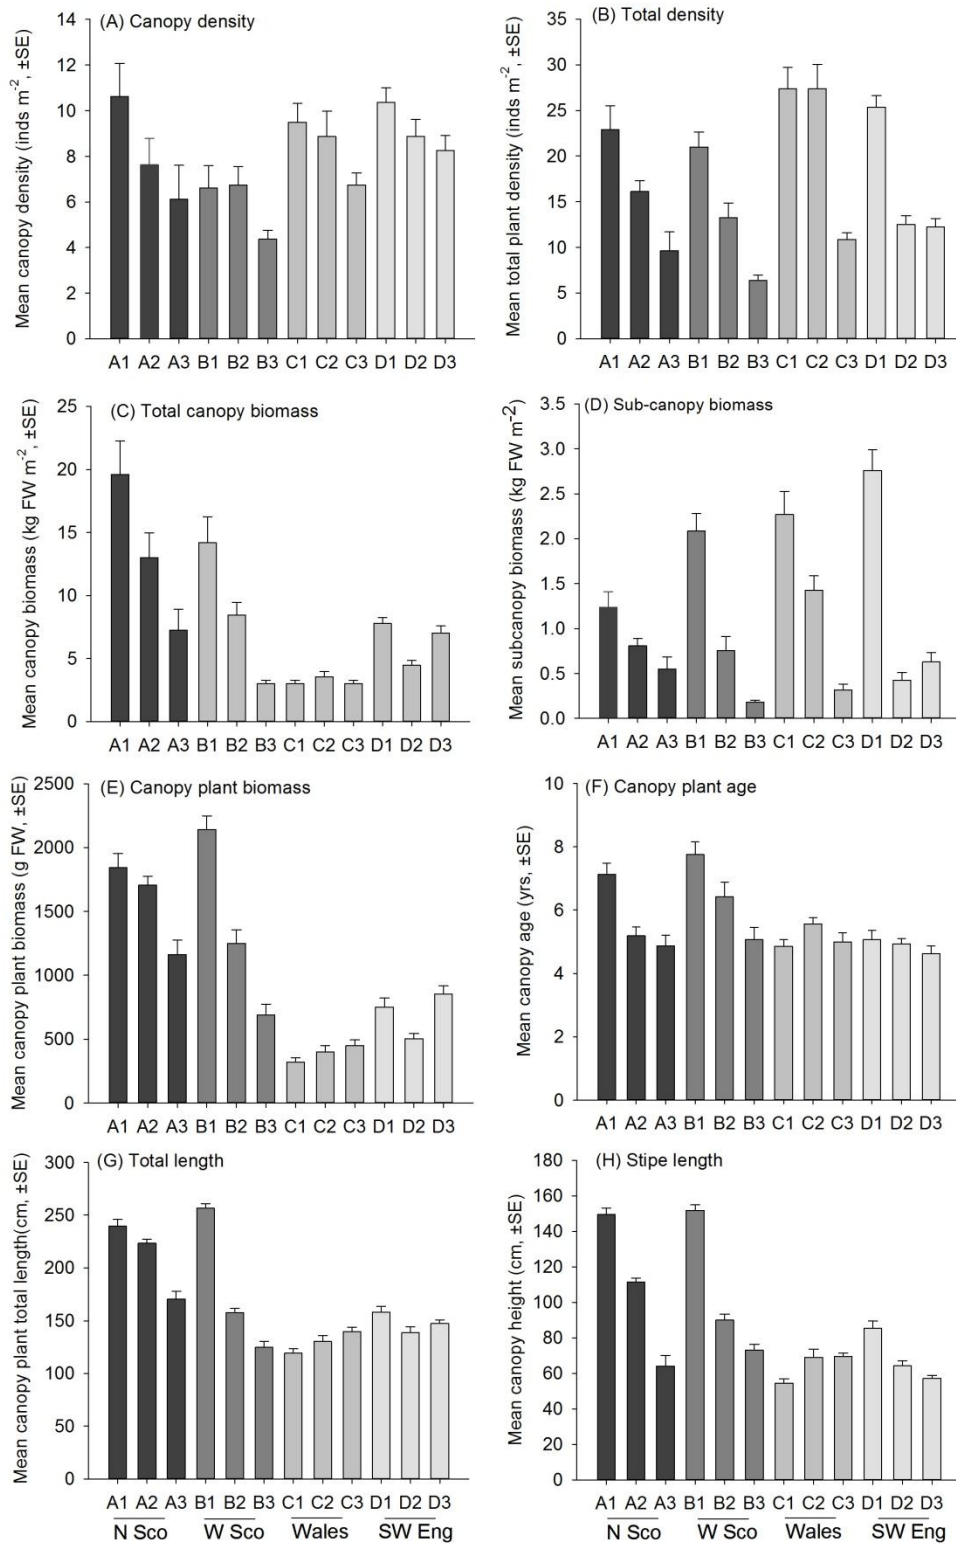 (A) Canopy density
Mean canopy density (inds m-2, ±SE)
14
12
10
8
6
4
2
0
A1 A2 A3 B1 B2 B3 C1 C2 C3 D1 D2 D3
(B) Total density
Mean total plant density (inds m-2, ±SE)
35
30
25
20
15
10
5
0
A1 A2 A3 B1 B2 B3 C1 C2 C3 D1 D2 D3
(C) Total canopy biomass
Mean canopy biomass (kg FW m-2, ±SE)
25
20
15
10
5
0
A1 A2 A3 B1 B2 B3 C1 C2 C3 D1 D2 D3
(D) Sub-canopy biomass
Mean subcanopy biomass (kg FW m-2)
3.5
3.0
2.5
2.0
1.5
1.0
0.5
0.0
A1 A2 A3 B1 B2 B3 C1 C2 C3 D1 D2 D3
(E) Canopy plant biomass
Mean canopy plant biomass (g FW, ±SE)
2500
2000
1500
1000
500
0
A1 A2 A3 B1 B2 B3 C1 C2 C3 D1 D2 D3
(F) Canopy plant age
Mean canopy age (yrs, ±SE)
10
8
6
4
2
0
A1 A2 A3 B1 B2 B3 C1 C2 C3 D1 D2 D3
(G) Total length
Mean canopy plant total length(cm, ±SE)
300
250
200
150
100
50
0
A1 A2 A3 B1 B2 B3 C1 C2 C3 D1 D2 D3
N Sco W Sco Wales SW Eng
(H) Stipe length
Mean canopy height (cm, ±SE)
180
160
140
120
100
80
60
40
20
0
A1 A2 A3 B1 B2 B3 C1 C2 C3 D1 D2 D3
N Sco W Sco Wales SW Eng